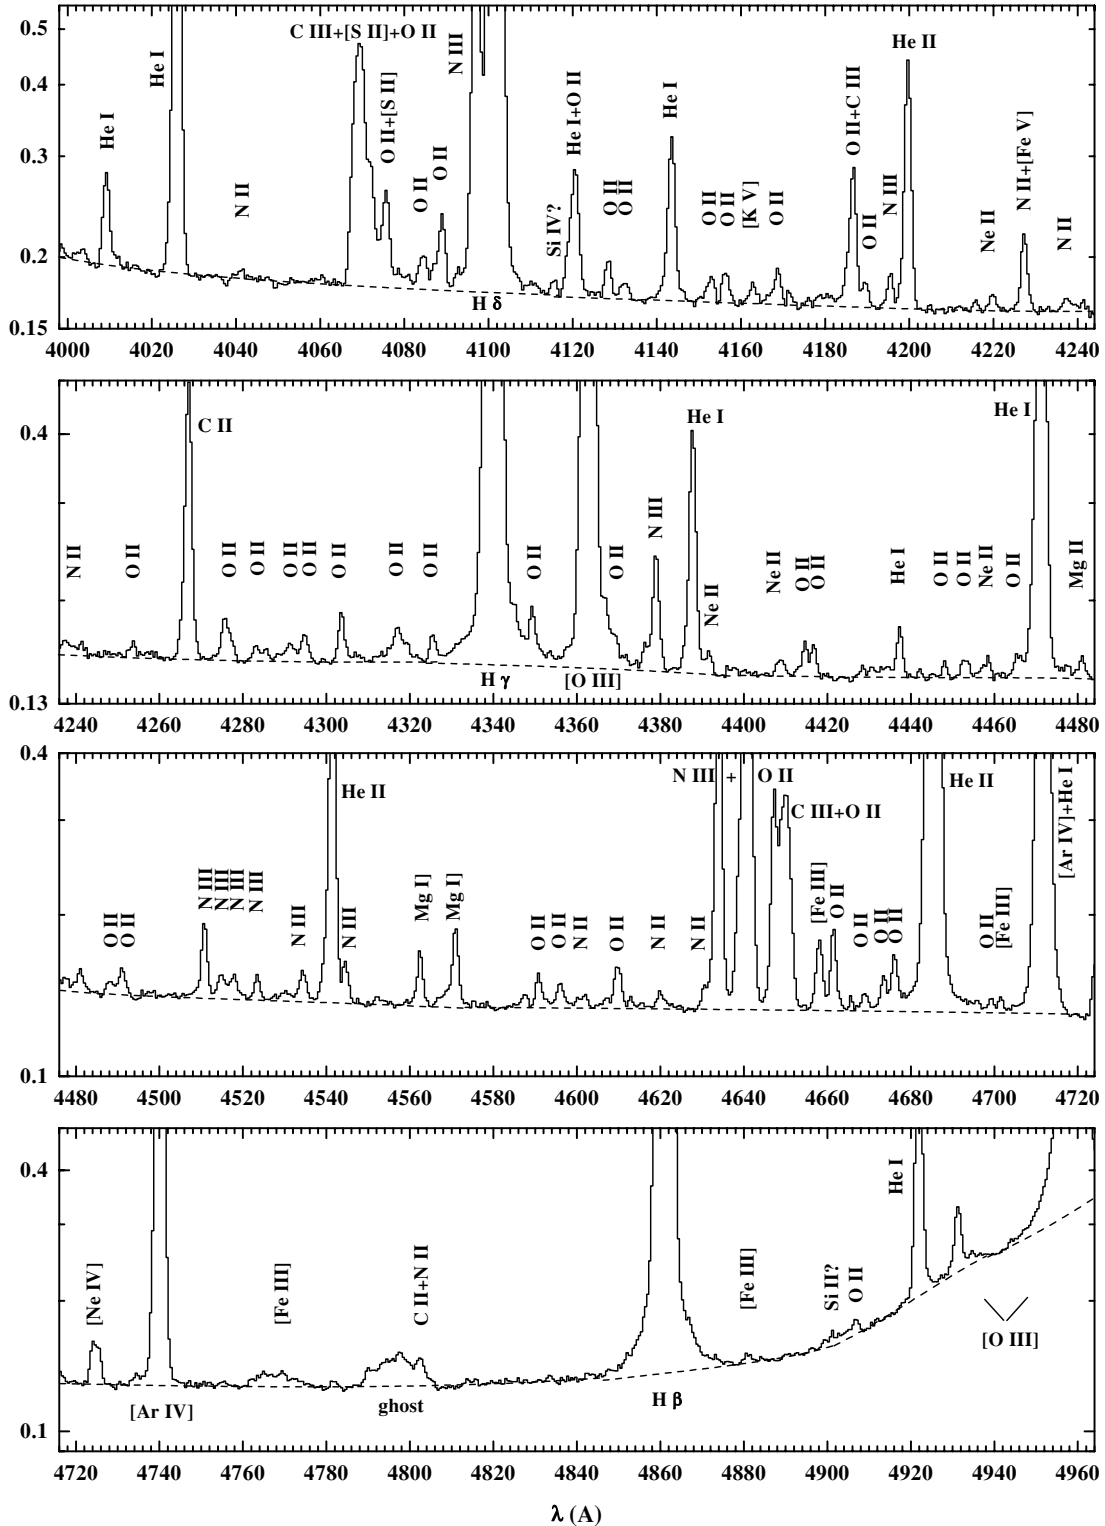 0.5
0.4
0.3
0.2
0.15
He I
He I
N II
C III+[S II]+O II
O II+[S II]
O II
O II
N III
H δ
Si IV?
He I+O II
O II
O II
He I
O II
O II
[K V]
O II
O II+C III
O II
N III
He II
Ne II
N II+[Fe V]
N II
4000 4020 4040 4060 4080 4100 4120 4140 4160 4180 4200 4220 4240
0.4
0.13
N II
O II
C II
O II
O II
O II
O II
O II
O II
O II
H γ
O II
[O III]
O II
N III
He I
Ne II
Ne II
O II
O II
He I
O II
O II
Ne II
O II
He I
Mg II
4240 4260 4280 4300 4320 4340 4360 4380 4400 4420 4440 4460 4480
0.4
0.1
O II
O II
N III
N III
N III
N III
N III
He II
N III
Mg I]
Mg I]
O II
O II
N II
O II
N II
N II
N III + O II
C III+O II
[Fe III]
O II
O II
O II
O II
He II
O II
[Fe III]
[Ar IV]+He I
4480 4500 4520 4540 4560 4580 4600 4620 4640 4660 4680 4700 4720
0.4
0.1
[Ne IV]
[Ar IV]
[Fe III]
ghost
C II+N II
H β
[Fe III]
Si II?
O II
He I
[O III]
4720 4740 4760 4780 4800 4820 4840 4860 4880 4900 4920 4940 4960
λ (A)